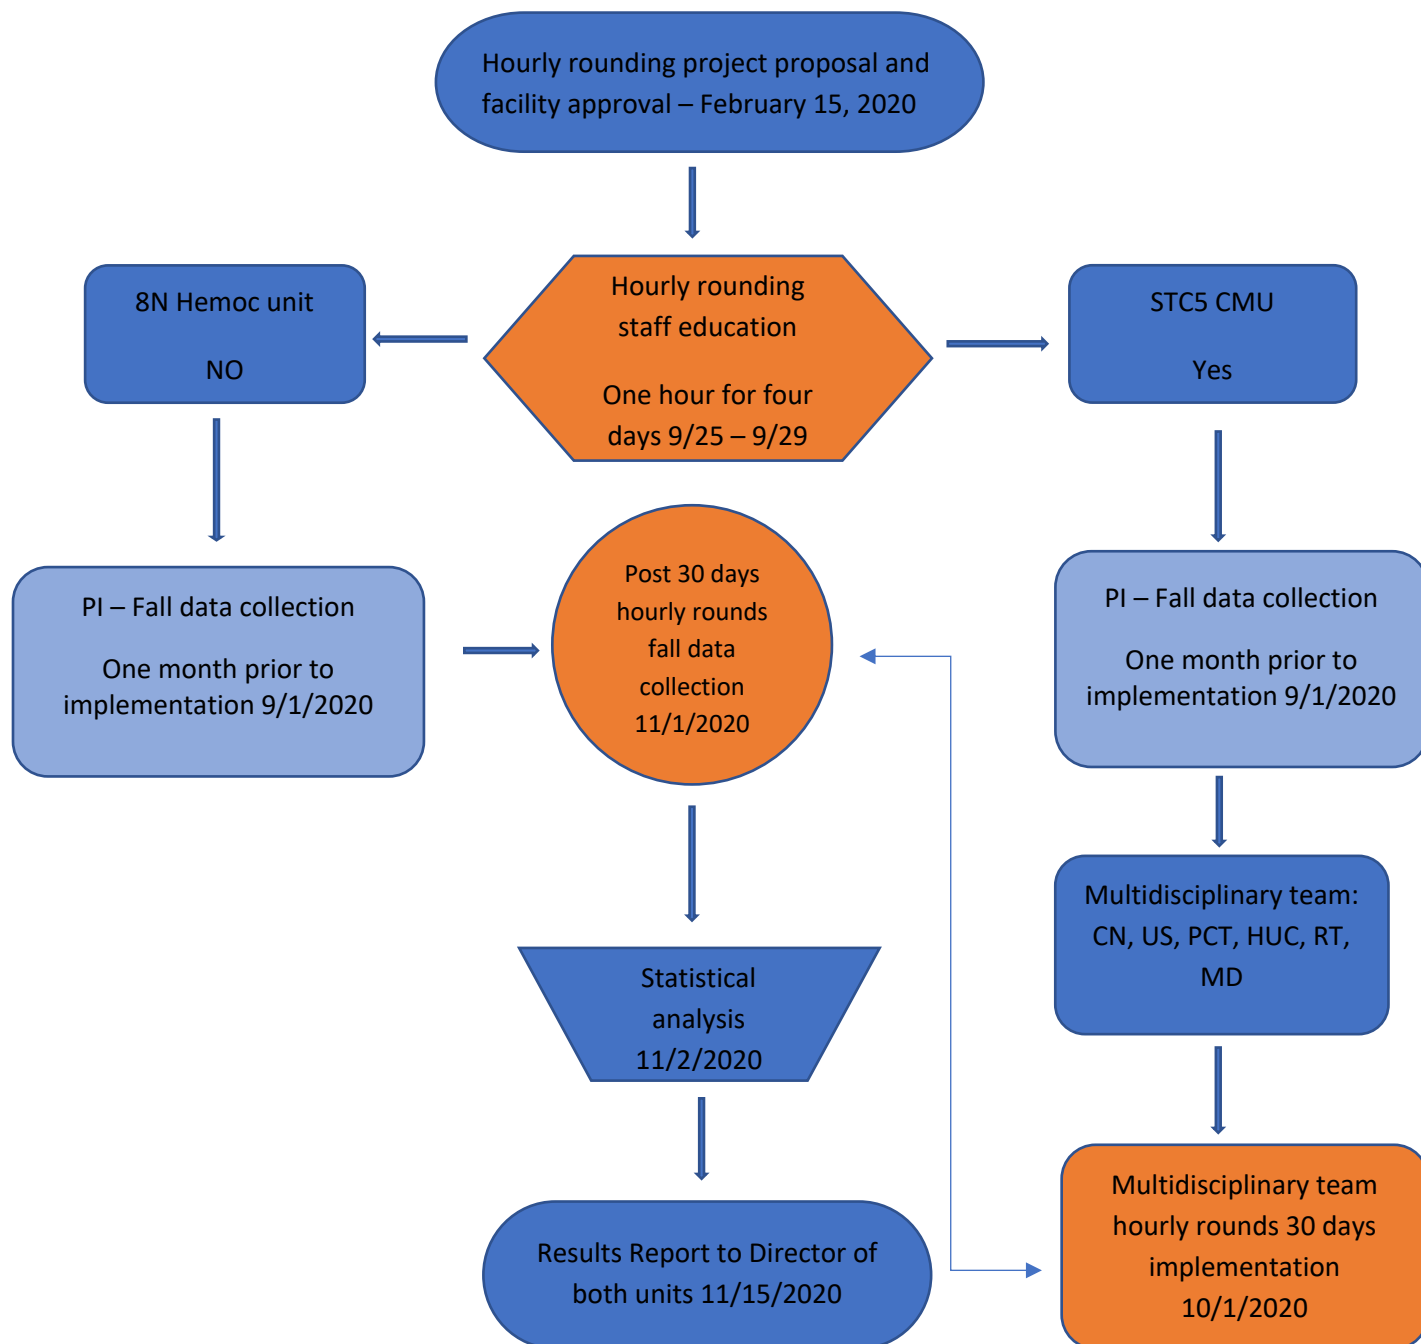 Hourly rounding project proposal and
facility approval – February 15, 2020
8N Hemoc unit
NO
Hourly rounding
staff education
One hour for four
days 9/25 – 9/29
STC5 CMU
Yes
PI – Fall data collection
One month prior to
implementation 9/1/2020
Post 30 days
hourly rounds
fall data
collection
11/1/2020
PI – Fall data collection
One month prior to
implementation 9/1/2020
Multidisciplinary team:
CN, US, PCT, HUC, RT,
MD
Statistical
analysis
11/2/2020
Multidisciplinary team
hourly rounds 30 days
implementation
10/1/2020
Results Report to Director of
both units 11/15/2020